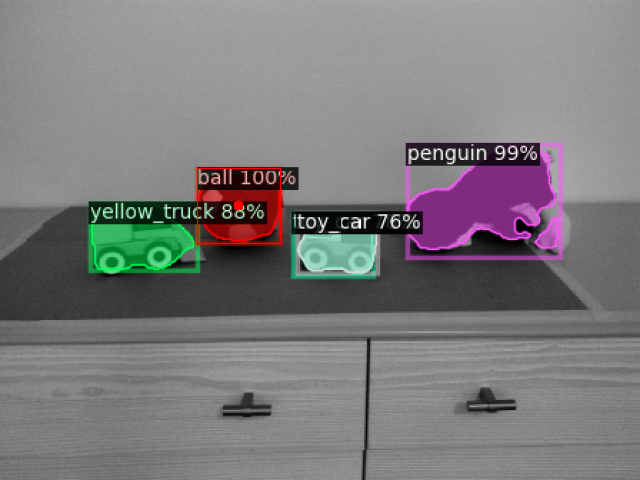 penguin 99%
ball 100%
yellow_truck 88%
toy_car 76%